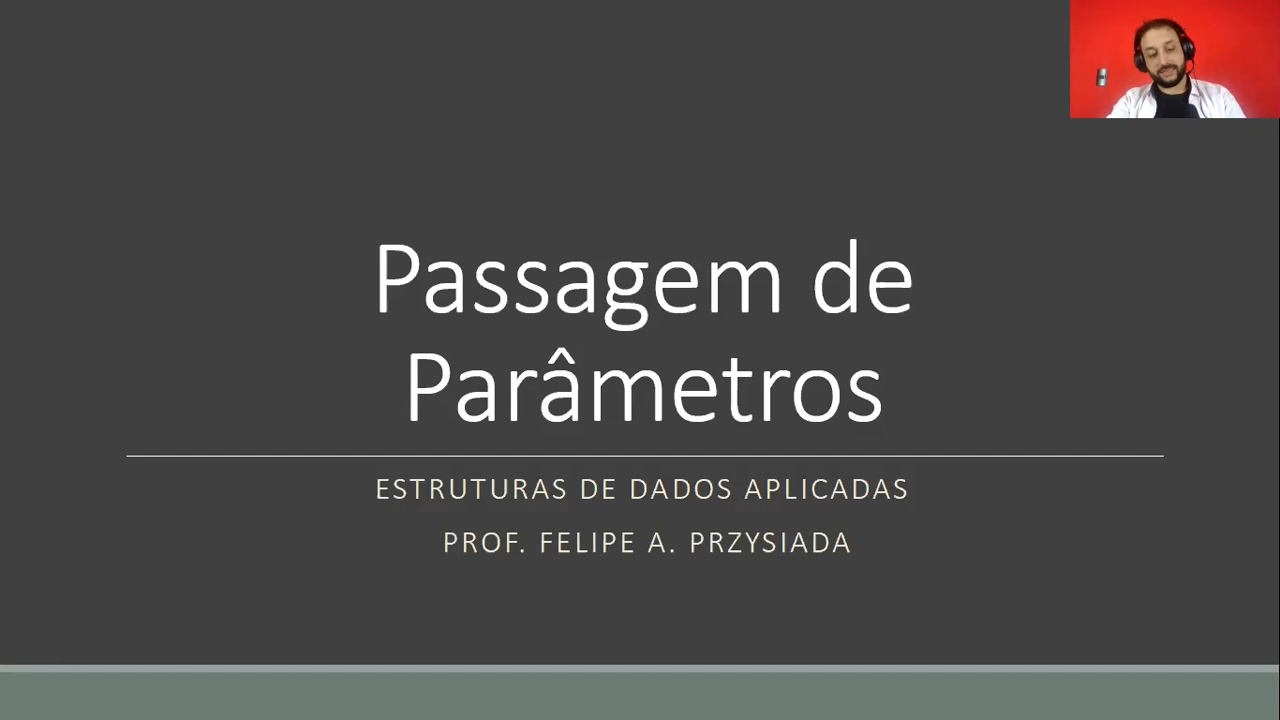 Passagem de
Parâmetros
ESTRUTURAS DE DADOS APLICADAS
PROF. FELIPE A. PRZYSIADA